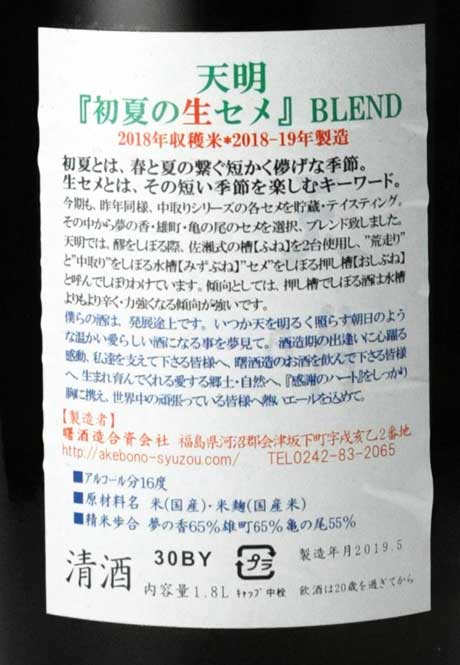 天明
『初夏の生セメ』 BLEND
2018年収穫米*2018-19年製造
初夏とは、春と夏の繋ぐ短かく儚げな季節。
生セメとは、その短い季節を楽しむキーワード。
今期も、昨年同様、中取りシリーズの各セメを貯蔵・テイスティング。
その中から夢の香・雄町・亀の尾のセメを選択、ブレンド致しました。
天明では、醪をしぼる際、佐瀬式の槽【ふね】を2台使用し、"荒走り"
と"中取り"をしぼる水槽【みずぶね】"セメ"をしぼる押し槽【おしぶね】
と呼んでしぼりわけています。傾向としては、押し槽でしぼる酒は水槽
よりもより辛く・力強くなる傾向が強いです。
僕らの酒は、発展途上です。いつか天を明るく照らす朝日のよう
な温かい愛らしい酒になる事を夢見て。酒造期の出逢いに心躍る
感動、私達を支えて下さる皆様へ、曙酒造のお酒を飲んで下さる皆様
へ、生まれ育んでくれる愛する郷土・自然へ、『感謝のハート』をしっかり
胸に携え、世界中の頑張っている皆様へ熱いエールを込めて。
【製造者】
曙酒造合資会社 福島県河沼郡会津坂下町字戌亥乙2番地
http://akebono-syuzou.com/ TEL0242-83-2065
■アルコール分16度
■原材料名 米(国産)・米麹(国産米)
■精米歩合 夢の香65%雄町65%亀の尾55%
清酒 30BY プラ 製造年月2019.5
内容量1.8L キャップ 中栓 飲酒は20歳を過ぎてから